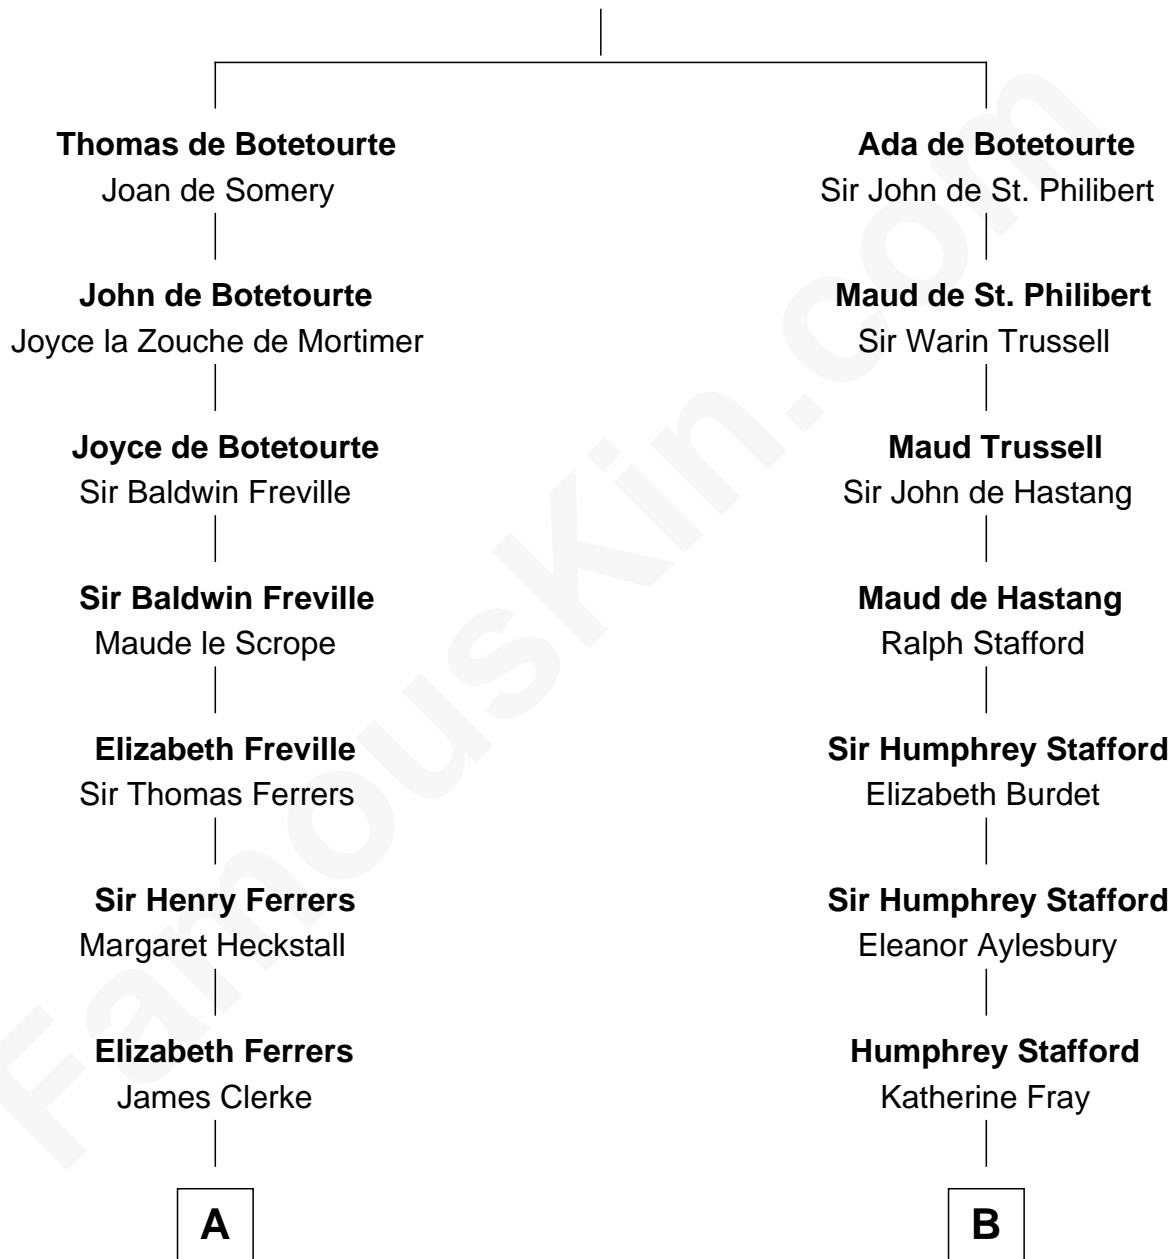 Thomas de Botetourte
Joan de Somery
Ada de Botetourte
Sir John de St. Philibert
John de Botetourte
Joyce la Zouche de Mortimer
Maud de St. Philibert
Sir Warin Trussell
Joyce de Botetourte
Sir Baldwin Freville
Maud Trussell
Sir John de Hastang
Sir Baldwin Freville
Maude le Scrope
Maud de Hastang
Ralph Stafford
Elizabeth Freville
Sir Thomas Ferrers
Sir Humphrey Stafford
Elizabeth Burdet
Sir Henry Ferrers
Margaret Heckstall
Sir Humphrey Stafford
Eleanor Aylesbury
Elizabeth Ferrers
James Clerke
Humphrey Stafford
Katherine Fray
A
B
FamousKin.com